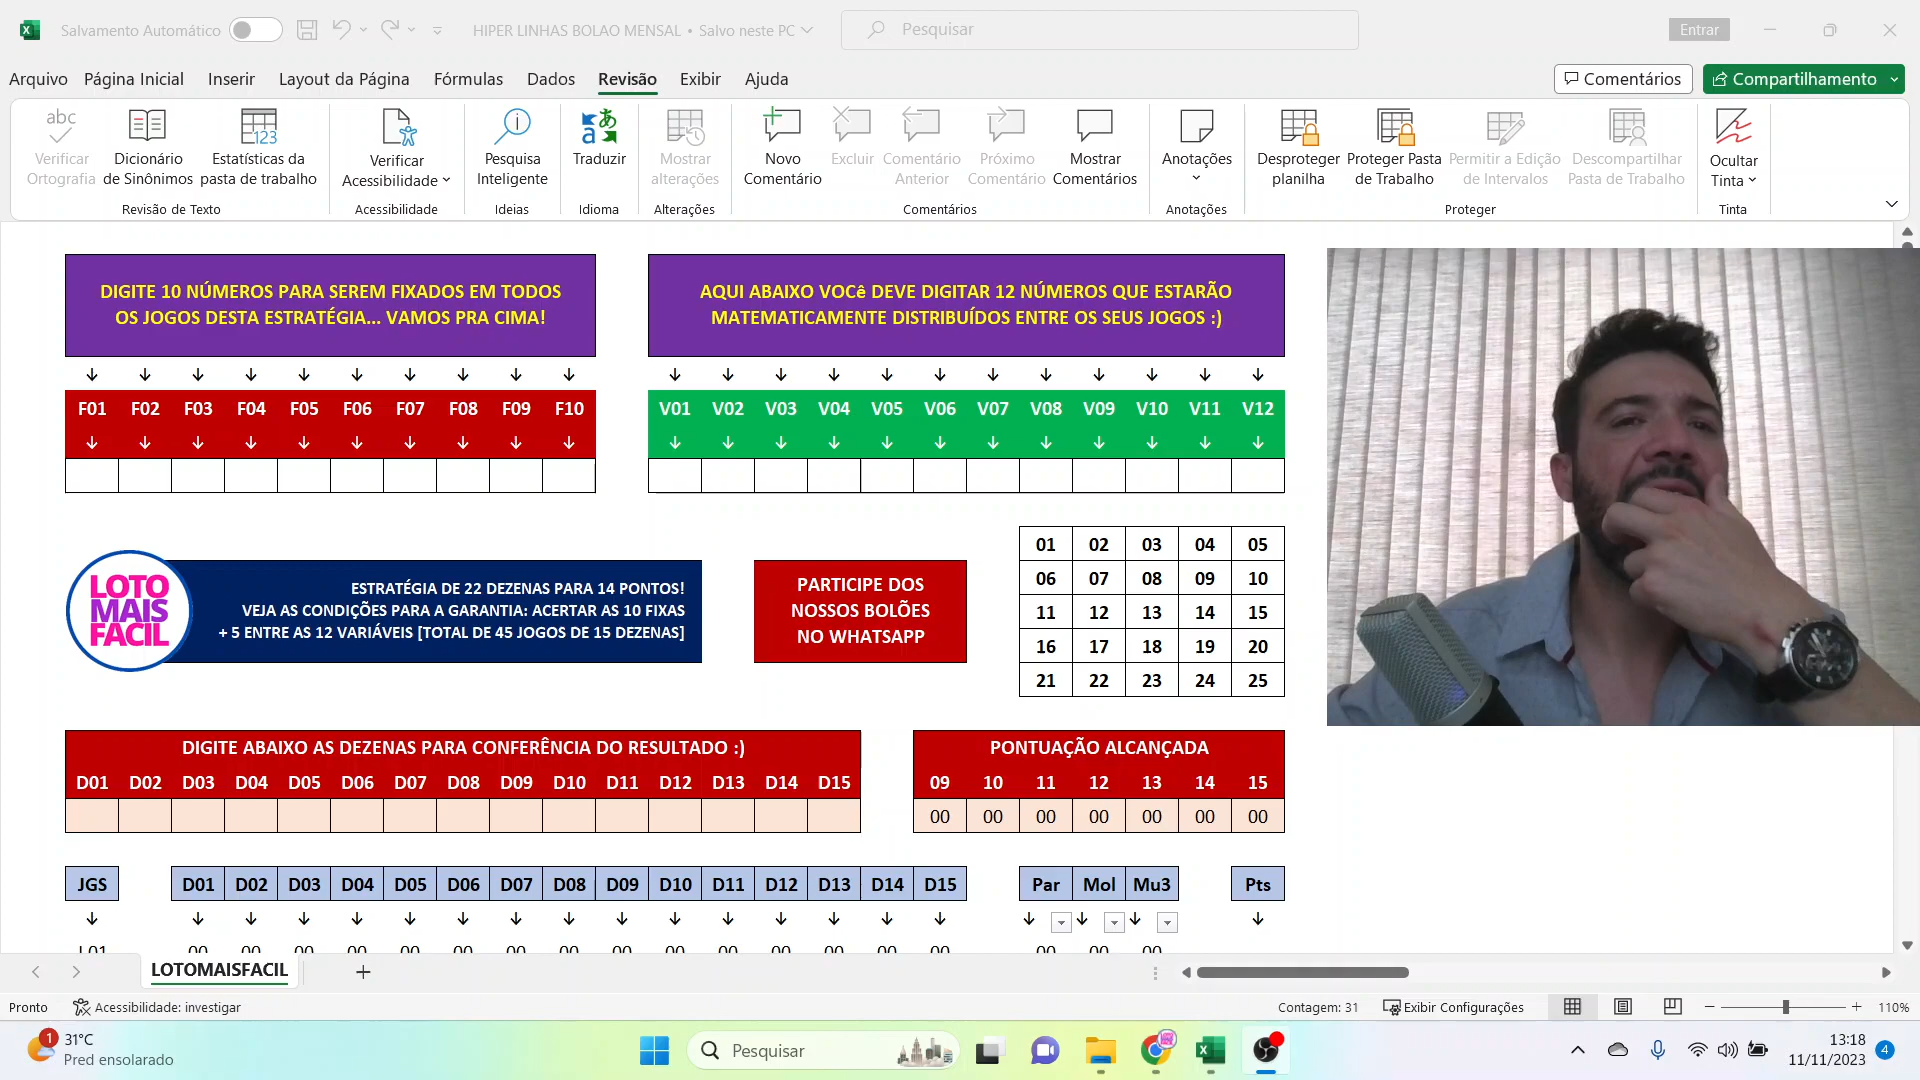 Salvamento Automático
HIPER LINHAS BOLAO MENSAL • Salvo neste PC
Pesquisar
Entrar
Arquivo Página Inicial Inserir Layout da Página Fórmulas Dados Revisão Exibir Ajuda
Comentários Compartilhamento
abc
Verificar Ortografia
Dicionário de Sinônimos
123
Estatísticas da pasta de trabalho
Verificar Acessibilidade
Pesquisa Inteligente
Traduzir
Mostrar alterações
Novo Comentário
Excluir
Comentário Anterior
Próximo Comentário
Mostrar Comentários
Anotações
Desproteger planilha
Proteger Pasta de Trabalho
Permitir a Edição de Intervalos
Descompartilhar Pasta de Trabalho
Ocultar Tinta
Revisão de Texto Acessibilidade Ideias Idioma Alterações Comentários Anotações Proteger Tinta
DIGITE 10 NÚMEROS PARA SEREM FIXADOS EM TODOS
OS JOGOS DESTA ESTRATÉGIA... VAMOS PRA CIMA!
AQUI ABAIXO VOCê DEVE DIGITAR 12 NÚMEROS QUE ESTARÃO
MATEMATICAMENTE DISTRIBUÍDOS ENTRE OS SEUS JOGOS :)
F01 F02 F03 F04 F05 F06 F07 F08 F09 F10
V01 V02 V03 V04 V05 V06 V07 V08 V09 V10 V11 V12
LOTO
MAIS
FACIL
ESTRATÉGIA DE 22 DEZENAS PARA 14 PONTOS!
VEJA AS CONDIÇÕES PARA A GARANTIA: ACERTAR AS 10 FIXAS
+ 5 ENTRE AS 12 VARIÁVEIS [TOTAL DE 45 JOGOS DE 15 DEZENAS]
PARTICIPE DOS
NOSSOS BOLÕES
NO WHATSAPP
01 02 03 04 05
06 07 08 09 10
11 12 13 14 15
16 17 18 19 20
21 22 23 24 25
DIGITE ABAIXO AS DEZENAS PARA CONFERÊNCIA DO RESULTADO :)
D01 D02 D03 D04 D05 D06 D07 D08 D09 D10 D11 D12 D13 D14 D15
PONTUAÇÃO ALCANÇADA
09 10 11 12 13 14 15
00 00 00 00 00 00 00
JGS D01 D02 D03 D04 D05 D06 D07 D08 D09 D10 D11 D12 D13 D14 D15 Par Mol Mu3 Pts
LOTOMAISFACIL
Pronto Acessibilidade: investigar
Contagem: 31 Exibir Configurações 110%
1
31°C
Pred ensolarado
Pesquisar
13:18
11/11/2023
4